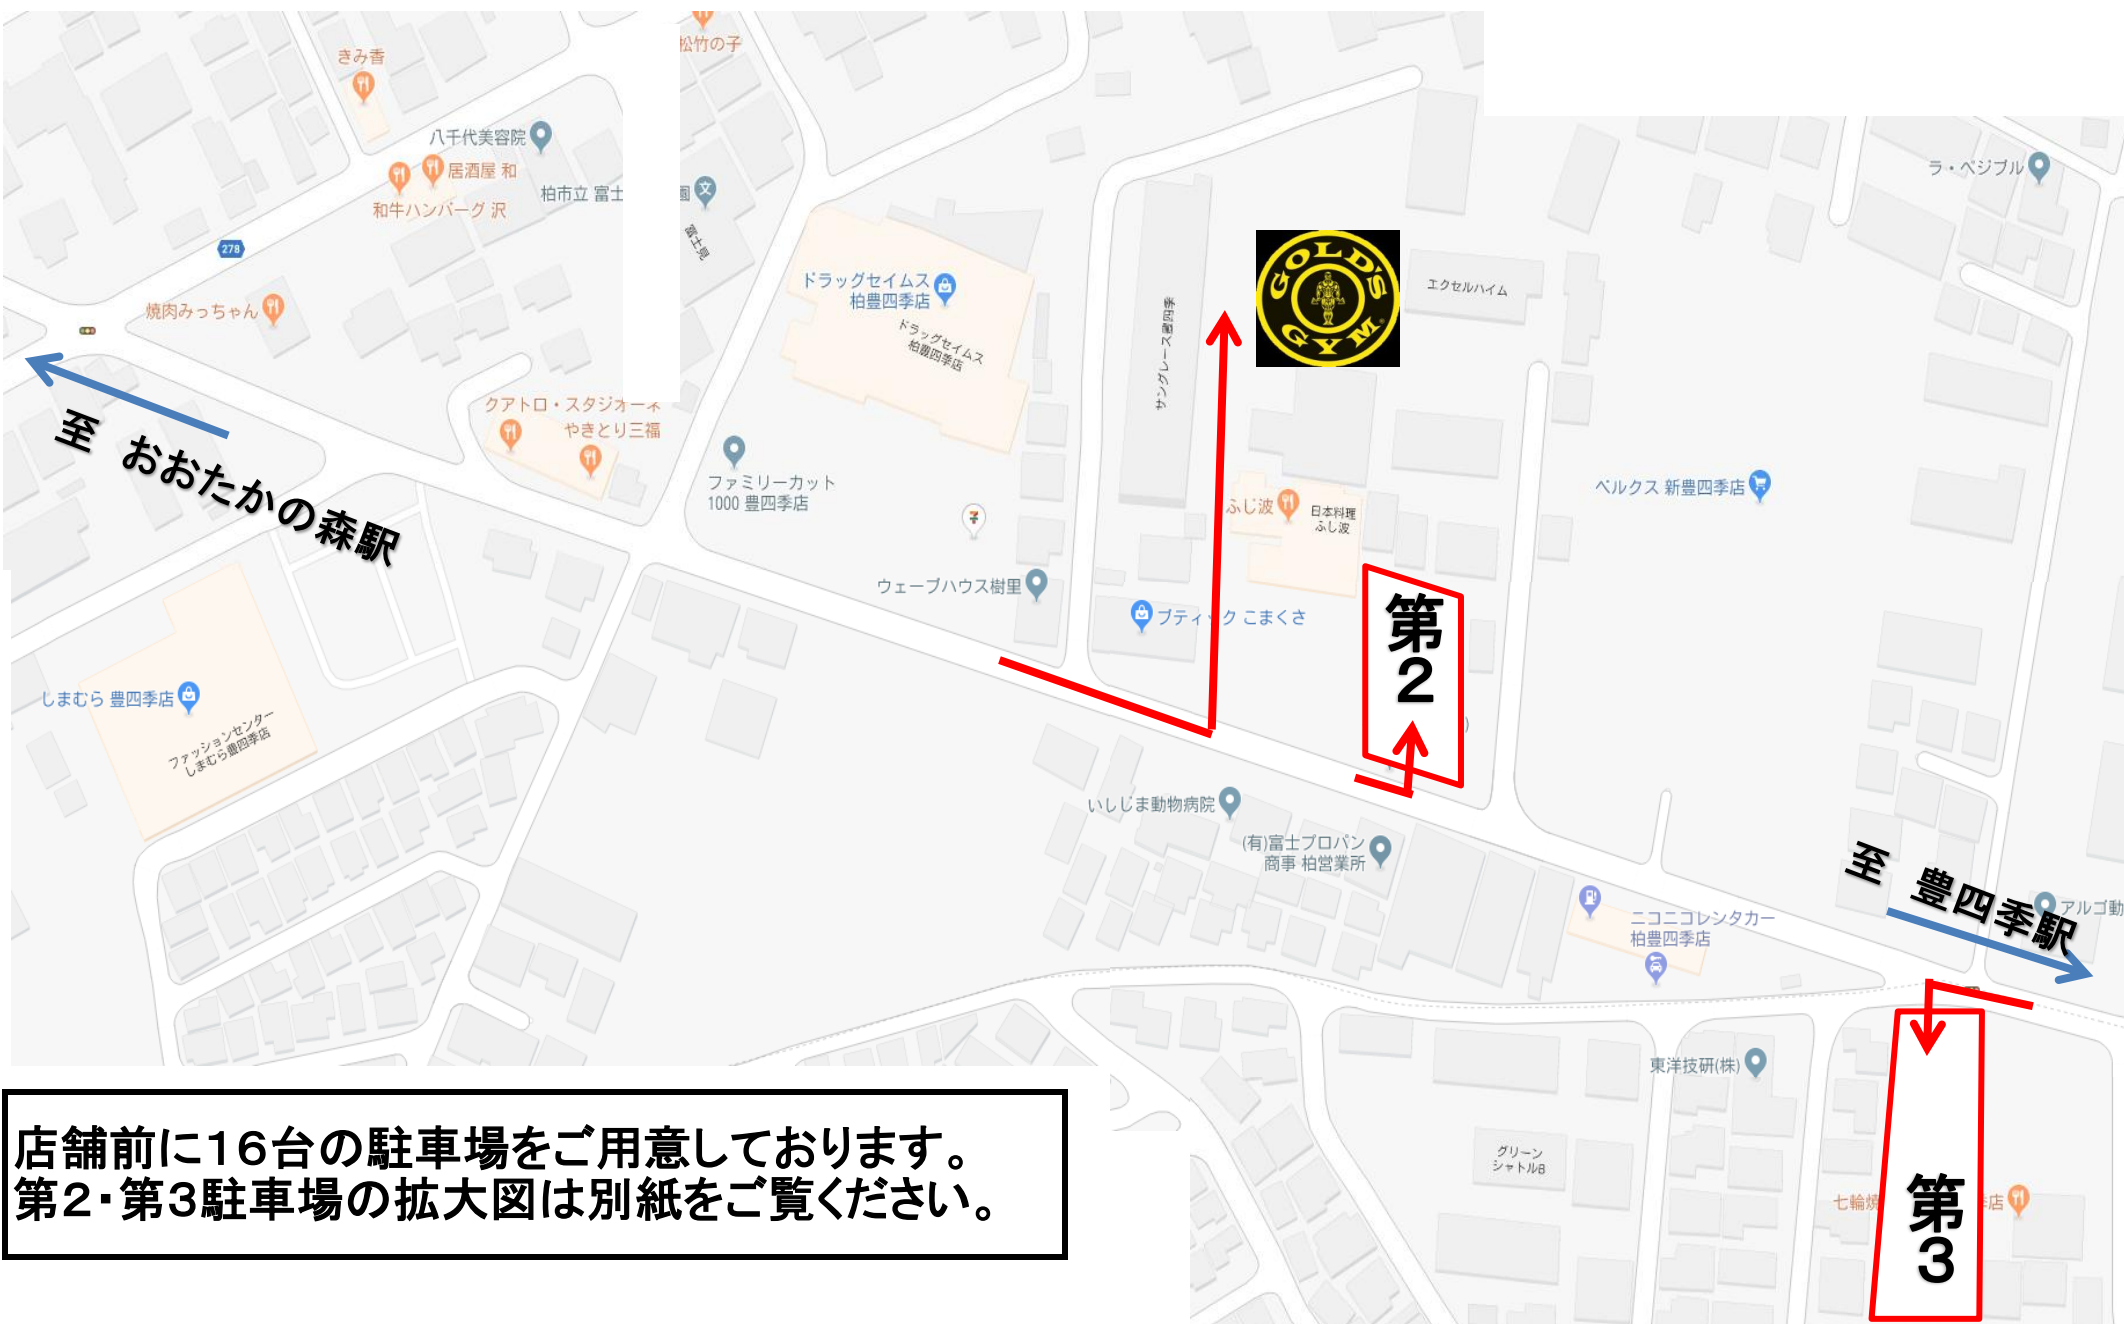 松竹の子
きみ香
八千代美容院
居酒屋 和
和牛ハンバーグ 沢
柏市立 富士
園
富士見
ラ・ベジブル
278
焼肉みっちゃん
ドラッグセイムス
柏豊四季店
ドラッグセイムス
柏豊四季店
サングレース豊四季
GOLD'S
GYM
エクセルハイム
至 おおたかの森駅
クアトロ・スタジオーネ
やきとり三福
ファミリーカット
1000 豊四季店
ふじ波
日本料理
ふじ波
ベルクス 新豊四季店
ウェーブハウス樹里
ブティック こまくさ
第2
しまむら 豊四季店
ファッションセンター
しまむら豊四季店
いしじま動物病院
(有)富士プロパン
商事 柏営業所
至 豊四季駅
ニコニコレンタカー
柏豊四季店
アルゴ動
東洋技研(株)
グリーン
シャトルB
七輪焼
季店
第3
店舗前に16台の駐車場をご用意しております。
第2・第3駐車場の拡大図は別紙をご覧ください。